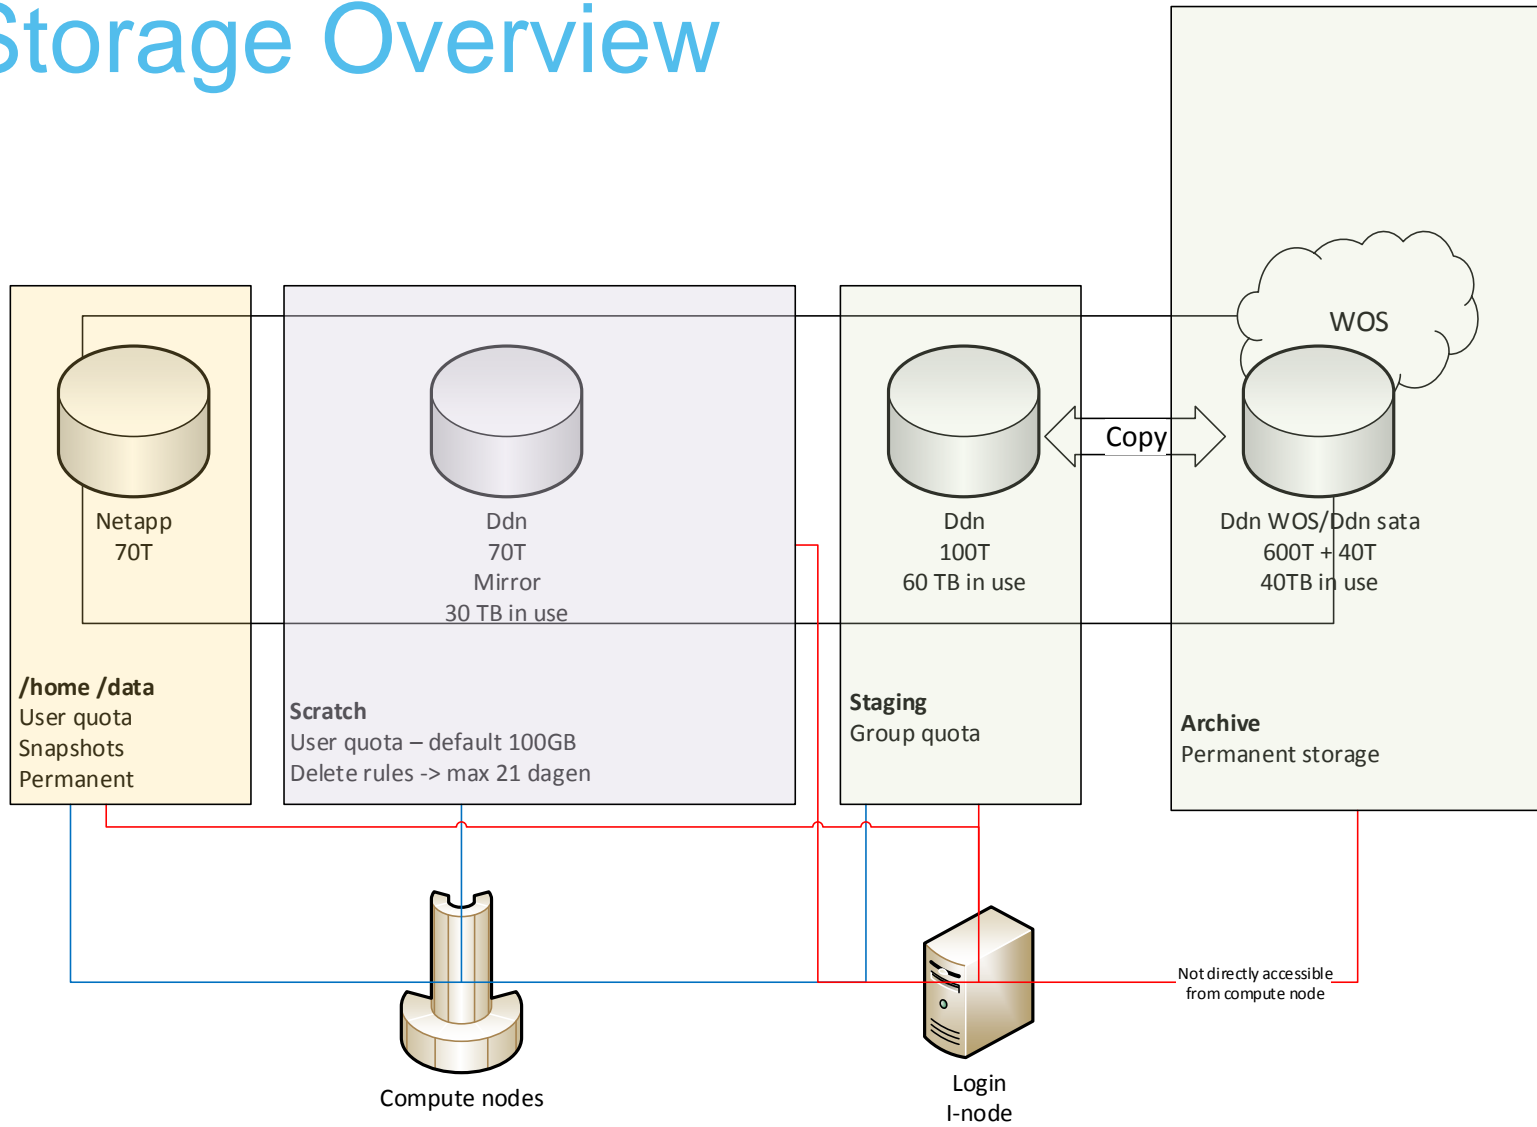 Storage Overview
WOS
Copy
Netapp
70T
Ddn
70T
Mirror
30 TB in use
Ddn
100T
60 TB in use
Ddn WOS/Ddn sata
600T + 40T
40TB in use
/home /data
User quota
Snapshots
Permanent
Scratch
User quota – default 100GB
Delete rules -> max 21 dagen
Staging
Group quota
Archive
Permanent storage
Not directly accessible
from compute node
Compute nodes
Login
I-node